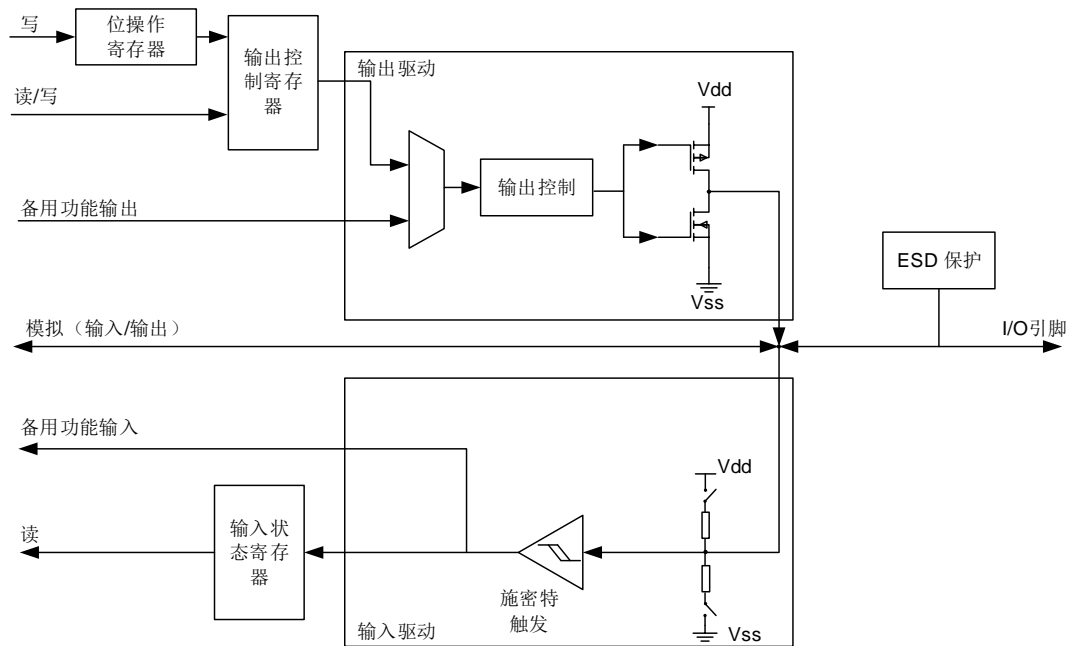 写
位操作
寄存器
输出控
制寄存
器
读/写
输出驱动
Vdd
输出控制
备用功能输出
Vss
ESD 保护
模拟（输入/输出）
I/O引脚
备用功能输入
Vdd
输入状
态寄存
器
读
施密特
触发
输入驱动
Vss